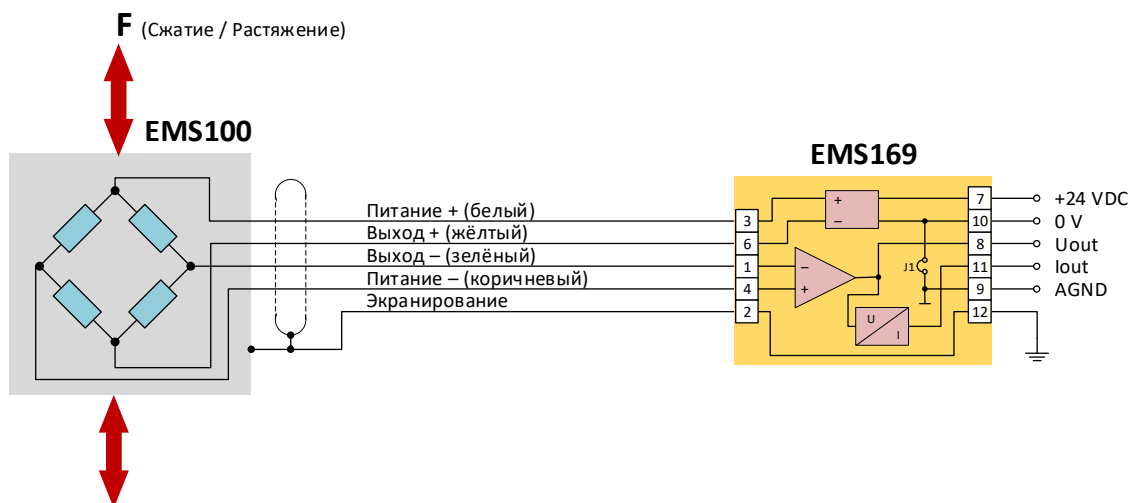 F (Сжатие / Растяжение)
EMS100
EMS169
Питание + (белый)
Выход + (жёлтый)
Выход – (зелёный)
Питание – (коричневый)
Экранирование
3
6
1
4
2
+
–
–
+
U
I
J1
7
10
8
11
9
12
+24 VDC
0 V
Uout
Iout
AGND